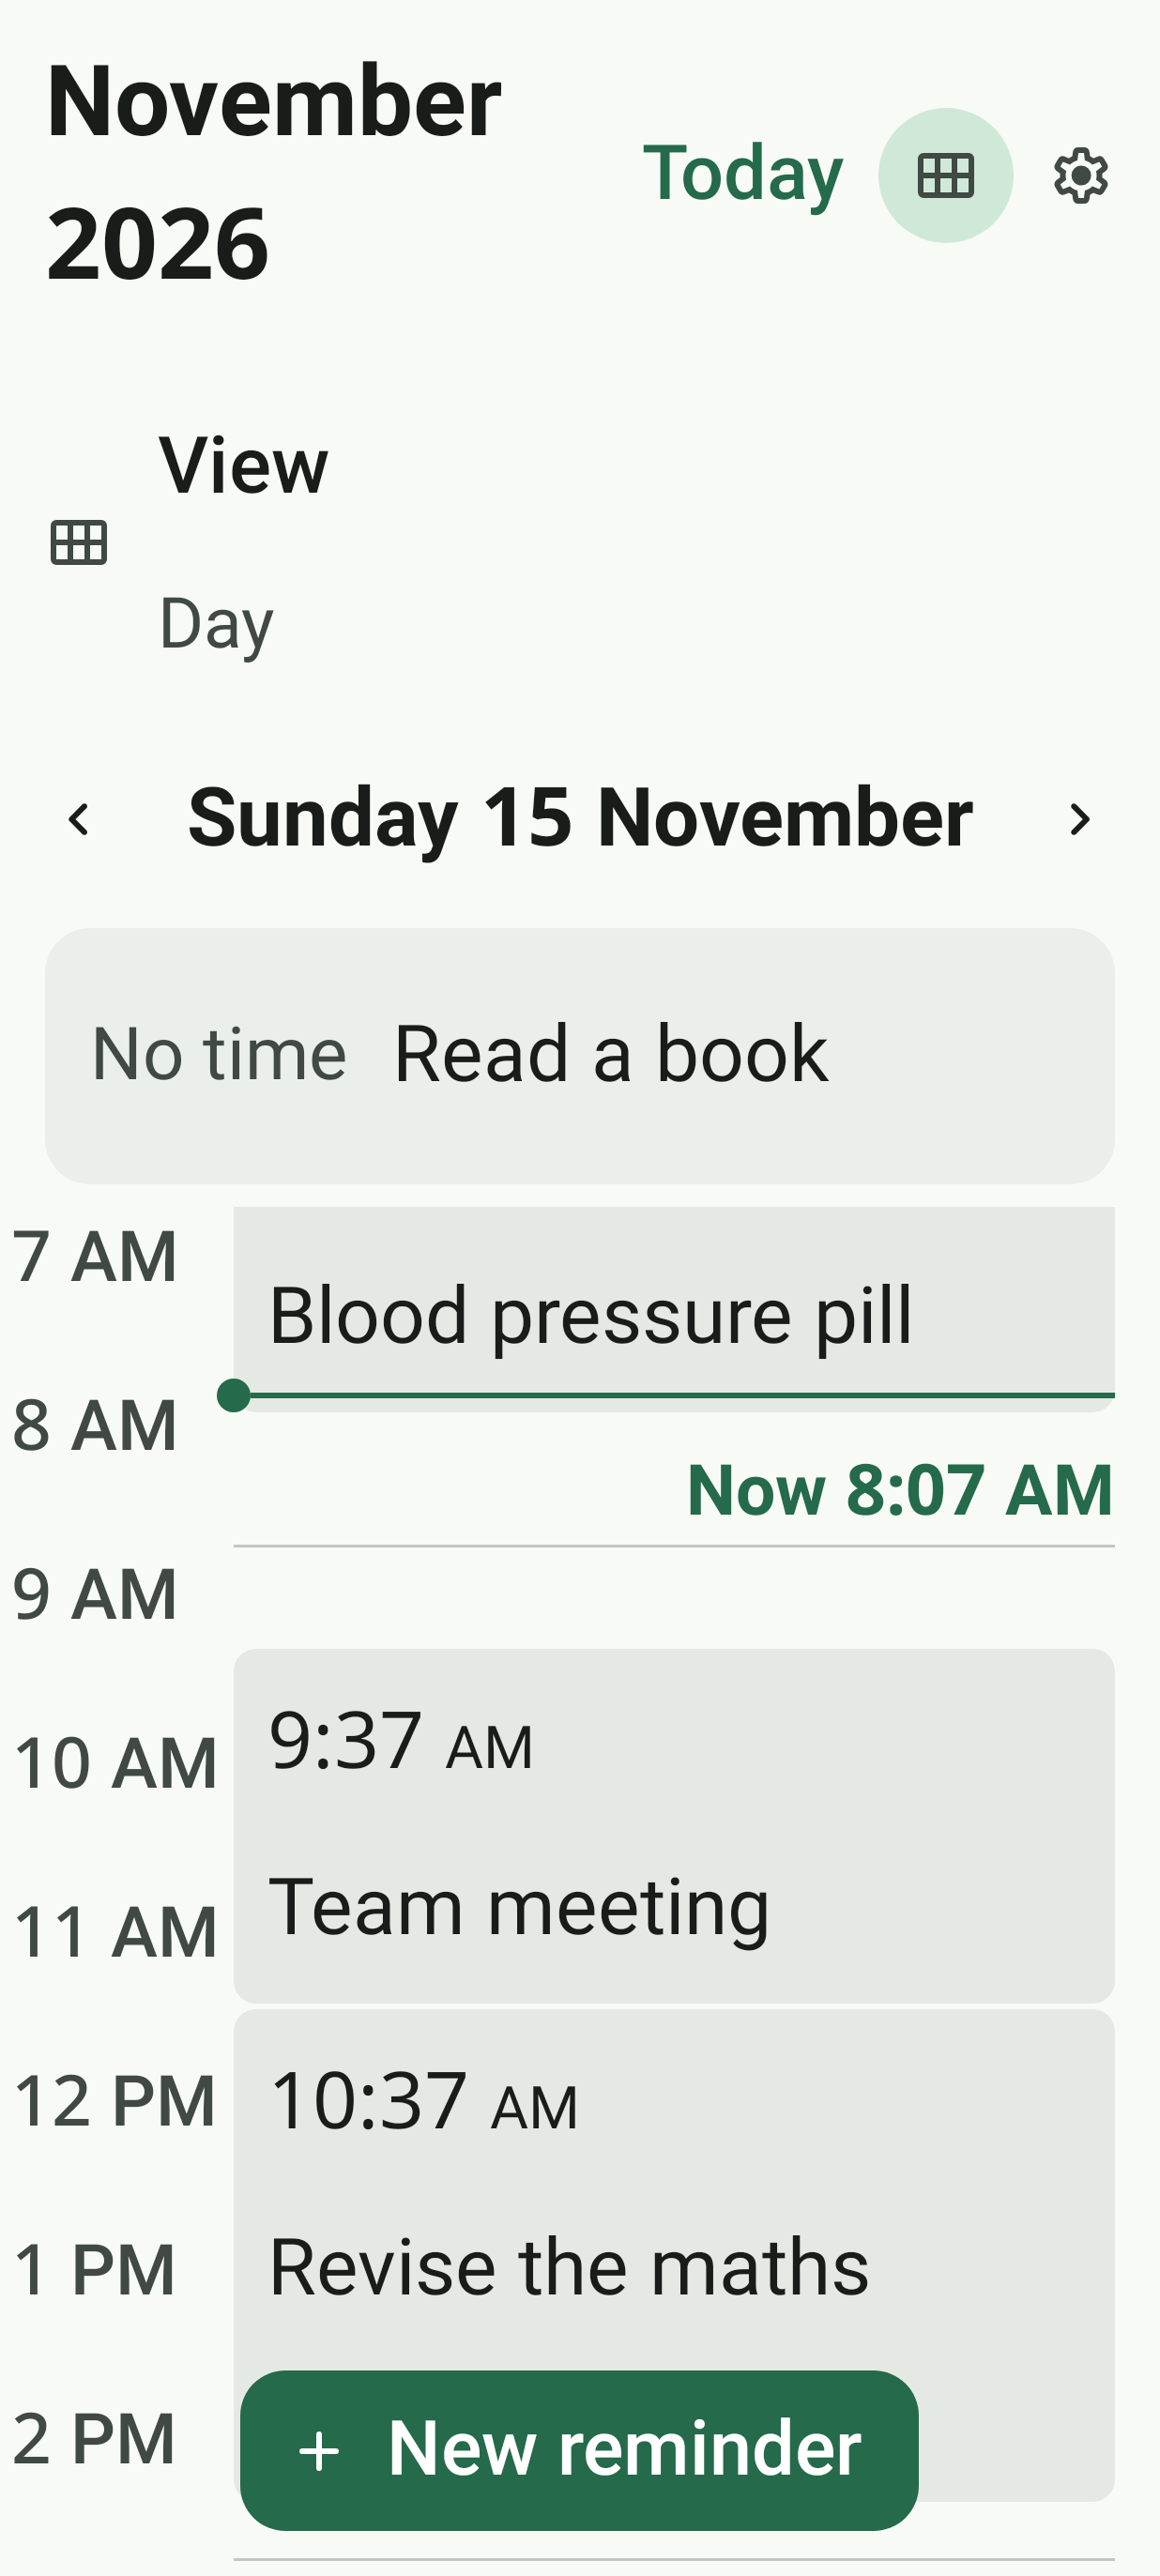 November
2026
Today
View
Day
Sunday 15 November
No time Read a book
7 AM
Blood pressure pill
8 AM
Now 8:07 AM
9 AM
9:37 AM
10 AM
Team meeting
11 AM
10:37 AM
12 PM
Revise the maths
1 PM
2 PM
New reminder